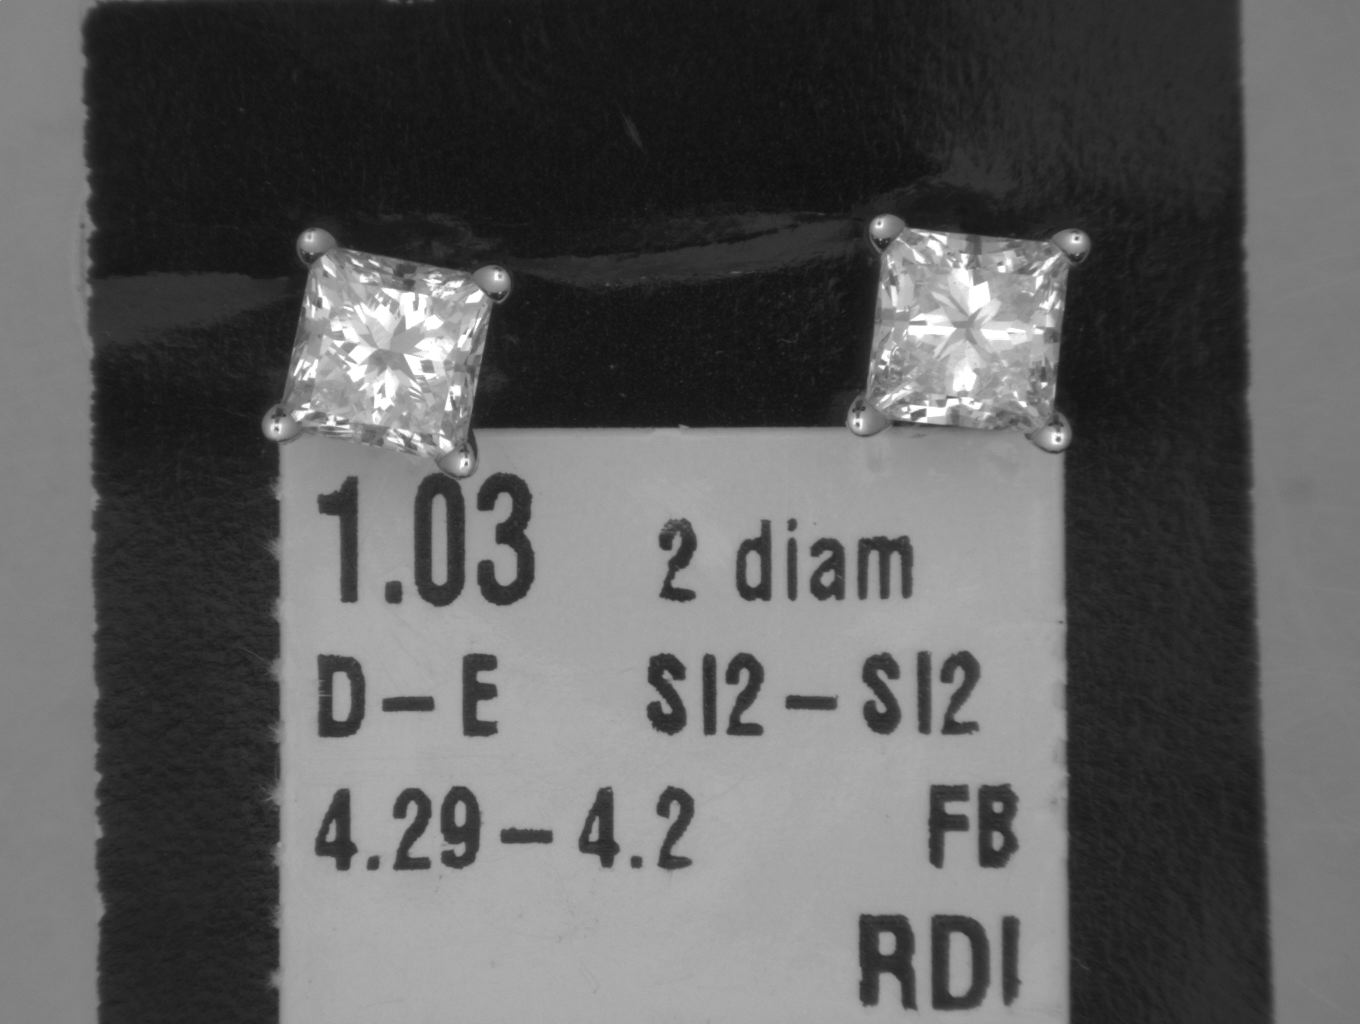 1.03 2 diam
D-E SI2-SI2
4.29-4.2 FB
RDI